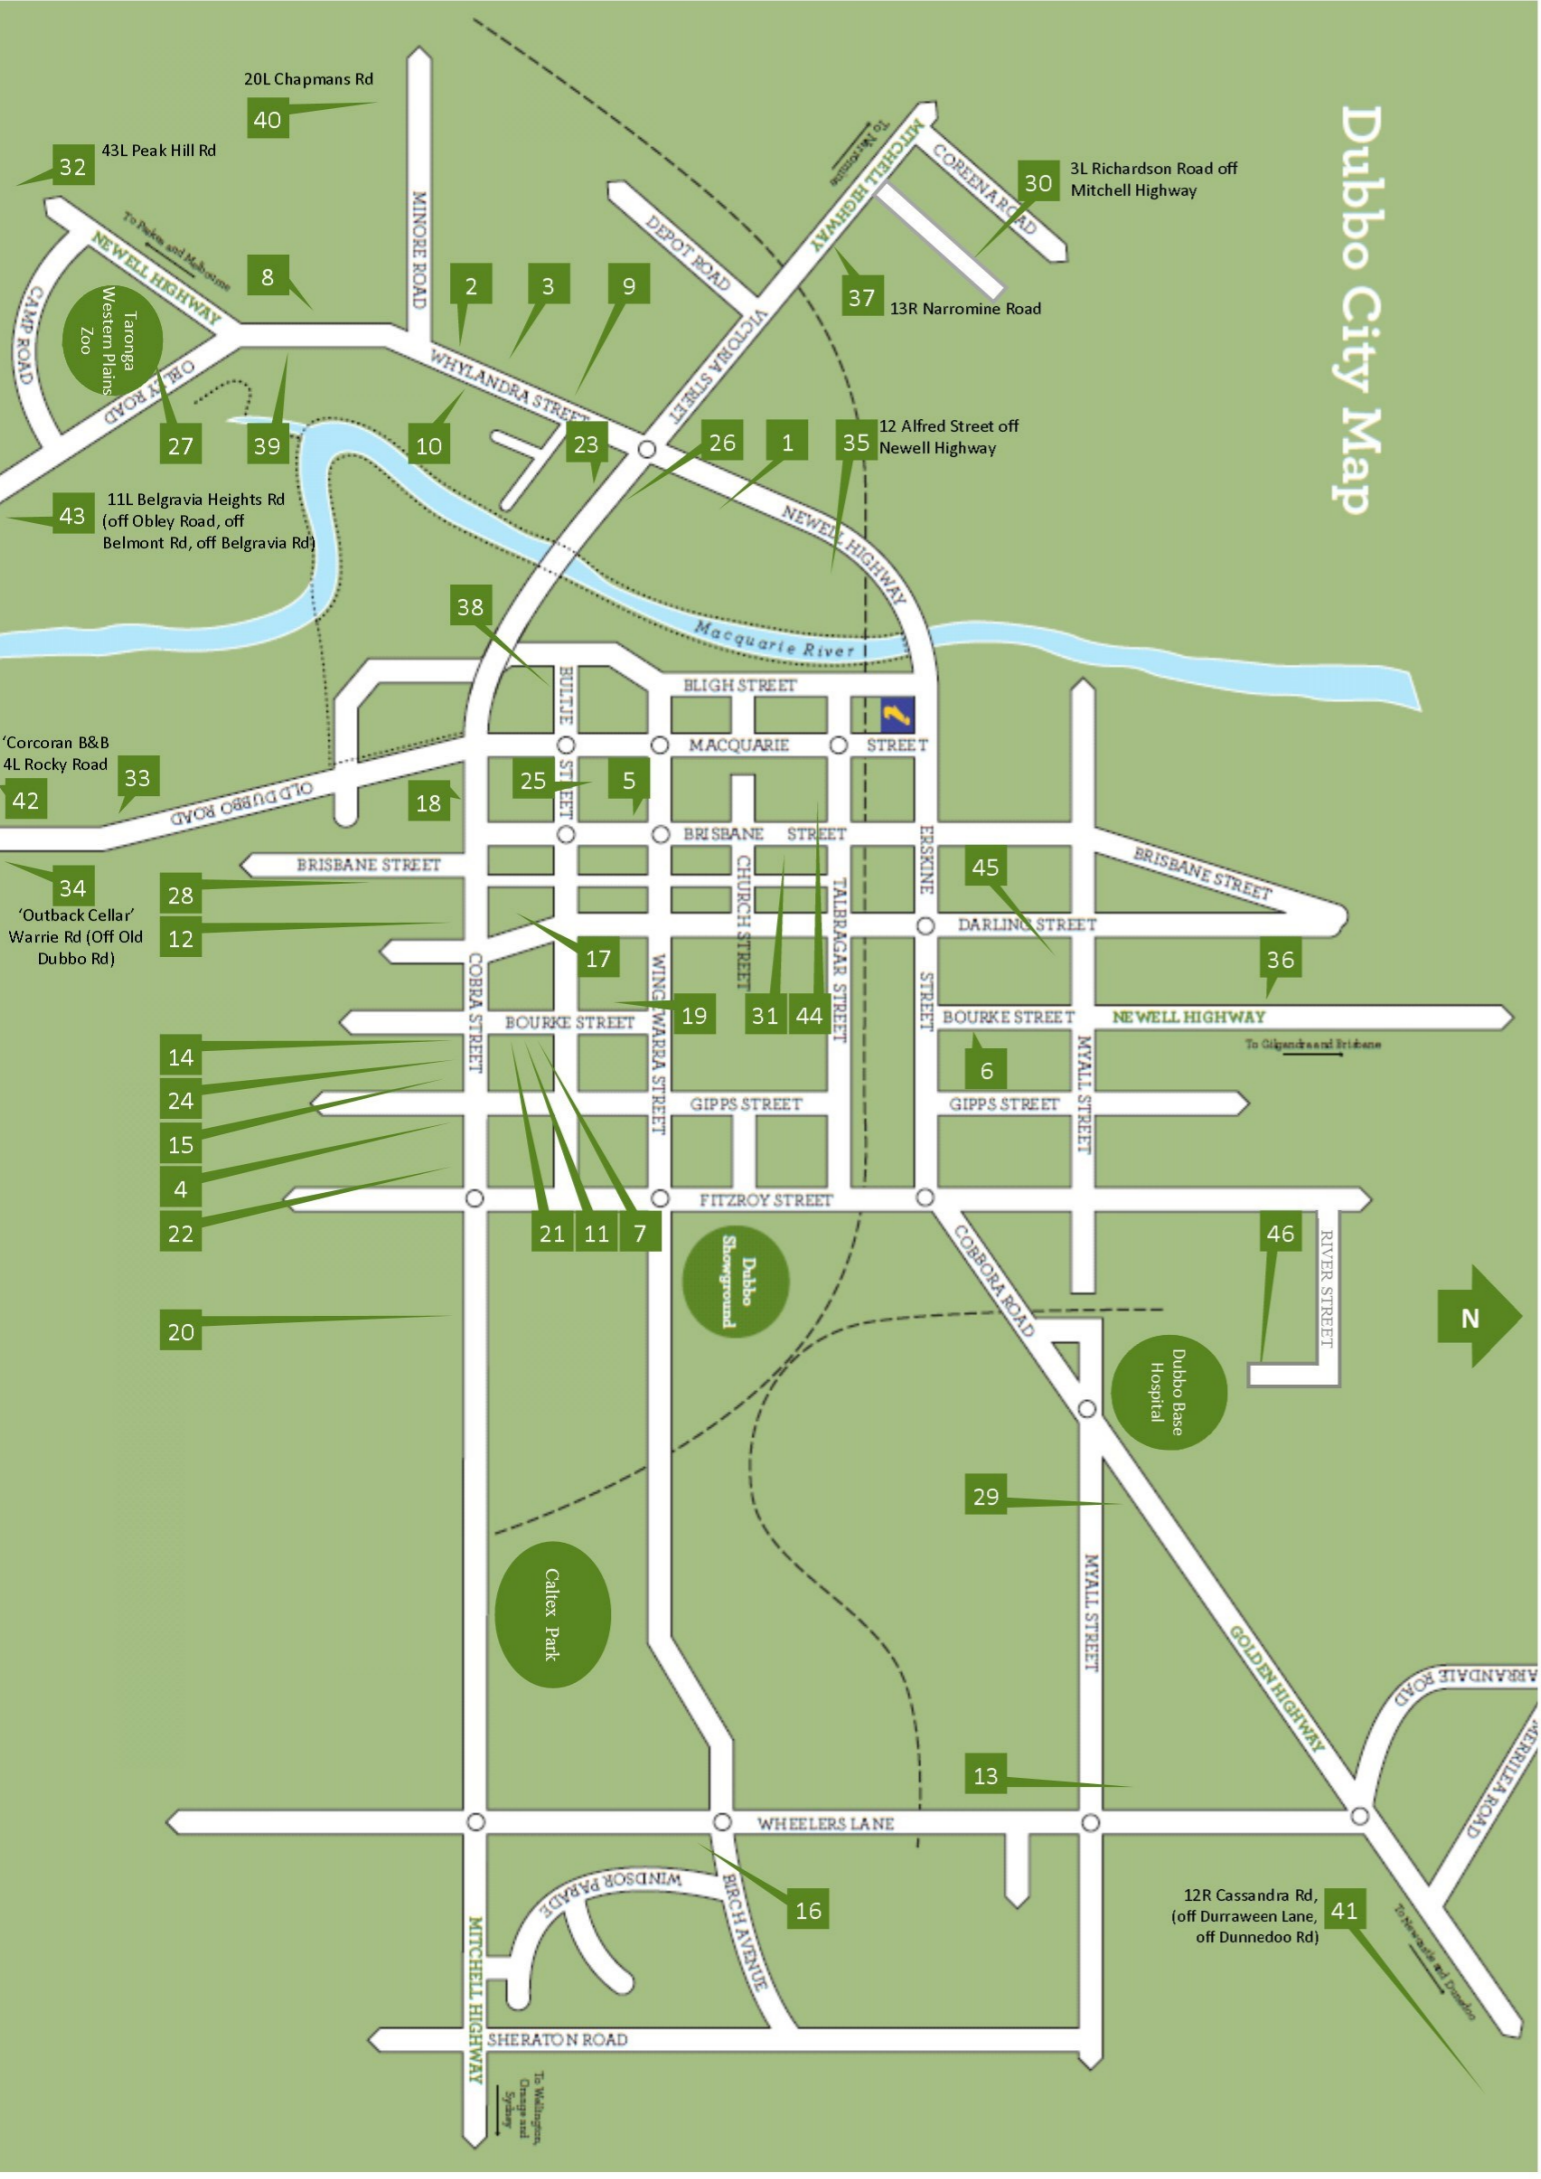 Dubbo City Map
20L Chapmans Rd
40
32
43L Peak Hill Rd
To Parkes and Melbourne
NEWELL HIGHWAY
MINORE ROAD
To Narromine
MITCHELL HIGHWAY
COREENA ROAD
30
3L Richardson Road off
Mitchell Highway
DEPOT ROAD
8
2
3
9
37
13R Narromine Road
CAMP ROAD
Taronga
Western Plains
Zoo
OBLEY ROAD
WHYLANDRA STREET
VICTORIA STREET
27
39
10
23
26
1
35
12 Alfred Street off
Newell Highway
43
11L Belgravia Heights Rd
(off Obley Road, off
Belmont Rd, off Belgravia Rd)
NEWELL HIGHWAY
38
Macquarie River
BULTJE
STREET
BLIGH STREET
MACQUARIE
STREET
'Corcoran B&B
4L Rocky Road
42
33
OLD DUBBO ROAD
18
25
5
BRISBANE
STREET
ERSKINE
STREET
BRISBANE STREET
BRISBANE STREET
34
'Outback Cellar'
Warrie Rd (Off Old
Dubbo Rd)
28
12
45
CHURCH STREET
TALBRAGAR STREET
DARLING STREET
17
36
COBRA STREET
WINGEWARRA STREET
19
31
44
BOURKE STREET
BOURKE STREET
NEWELL HIGHWAY
To Gilgandra and Brisbane
14
24
15
4
22
6
MYALL STREET
GIPPS STREET
GIPPS STREET
FITZROY STREET
21
11
7
46
RIVER STREET
Dubbo
Showground
COBBORA ROAD
20
N
Dubbo Base
Hospital
29
Caltex Park
MYALL STREET
GOLDEN HIGHWAY
ARRANDALE ROAD
MERRILEA ROAD
13
WHEELERS LANE
WINDSOR PARADE
BIRCH AVENUE
16
12R Cassandra Rd,
(off Durraween Lane,
off Dunnedoo Rd)
41
To Newcastle and Dunedoo
MITCHELL HIGHWAY
SHERATON ROAD
To Wellington,
Orange and
Sydney